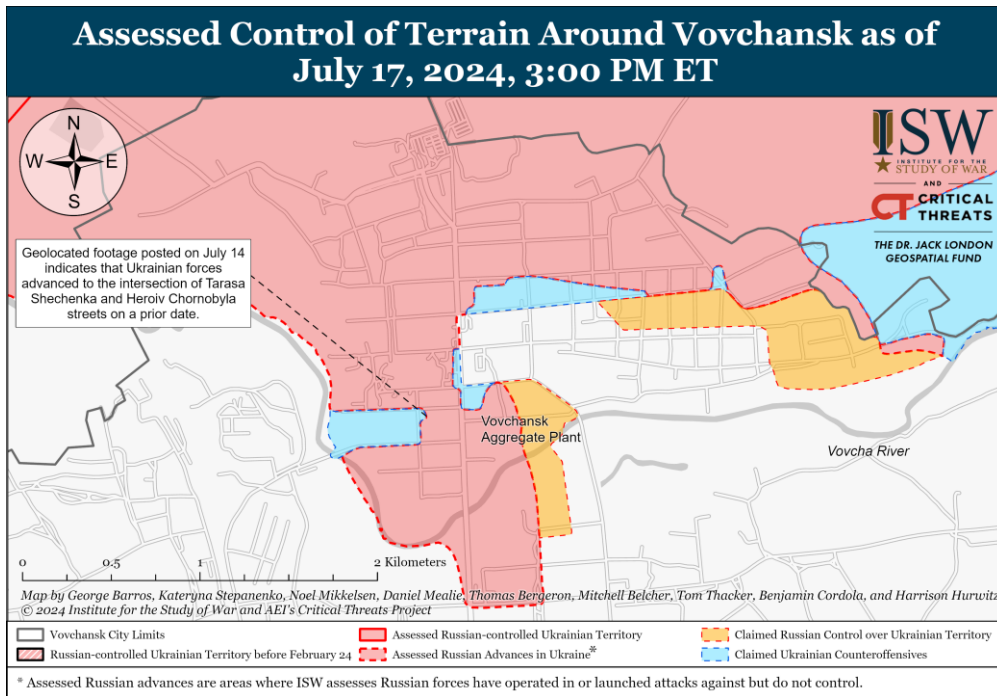 Assessed Control of Terrain Around Vovchansk as of
July 17, 2024, 3:00 PM ET
N
W
E
S
ISW
INSTITUTE FOR THE
STUDY OF WAR
AND
CT CRITICAL
THREATS
THE DR. JACK LONDON
GEOSPATIAL FUND
Geolocated footage posted on July 14
indicates that Ukrainian forces
advanced to the intersection of Tarasa
Shechenka and Heroiv Chornobyla
streets on a prior date.
Vovchansk
Aggregate Plant
Vovcha River
0 0.5 1 2 Kilometers
Map by George Barros, Kateryna Stepanenko, Noel Mikkelsen, Daniel Mealie, Thomas Bergeron, Mitchell Belcher, Tom Thacker, Benjamin Cordola, and Harrison Hurwitz
© 2024 Institute for the Study of War and AEI's Critical Threats Project
Vovchansk City Limits
Assessed Russian-controlled Ukrainian Territory
Claimed Russian Control over Ukrainian Territory
Russian-controlled Ukrainian Territory before February 24
Assessed Russian Advances in Ukraine*
Claimed Ukrainian Counteroffensives
* Assessed Russian advances are areas where ISW assesses Russian forces have operated in or launched attacks against but do not control.